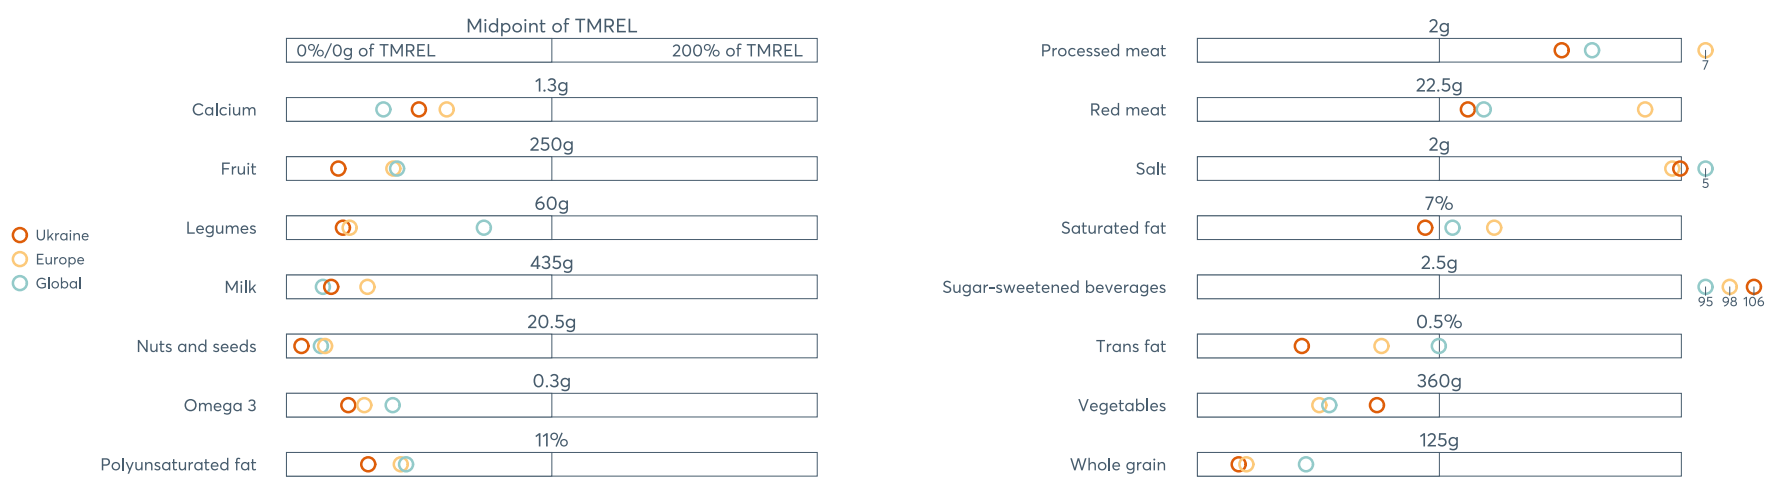 Ukraine
Europe
Global
Midpoint of TMREL
0%/0g of TMREL
200% of TMREL
1.3g
Calcium
250g
Fruit
60g
Legumes
435g
Milk
20.5g
Nuts and seeds
0.3g
Omega 3
11%
Polyunsaturated fat
2g
Processed meat
7
22.5g
Red meat
2g
Salt
5
7%
Saturated fat
2.5g
Sugar-sweetened beverages
95 98 106
0.5%
Trans fat
360g
Vegetables
125g
Whole grain